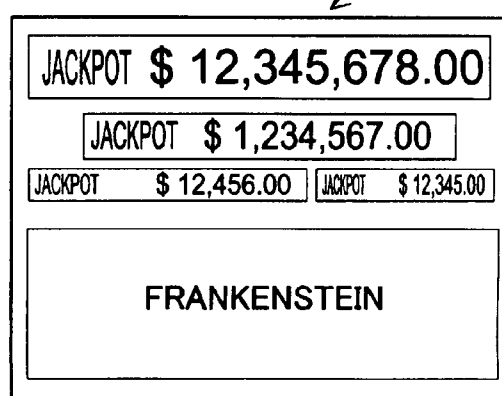 JACKPOT $ 12,345,678.00
JACKPOT $ 1,234,567.00
JACKPOT $ 12,456.00 JACKPOT $ 12,345.00
FRANKENSTEIN